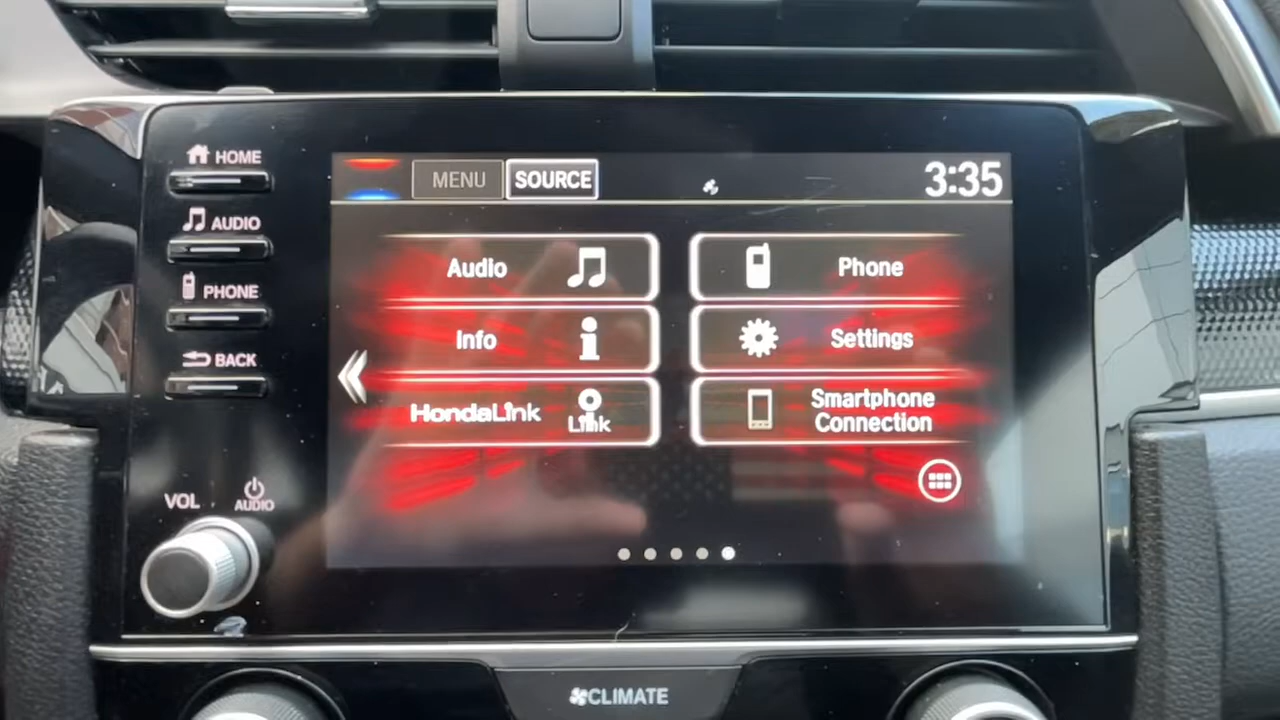 HOME
AUDIO
PHONE
BACK
VOL
AUDIO
MENU SOURCE 3:35
Audio
Phone
Info
Settings
HondaLink
Link
Smartphone
Connection
CLIMATE